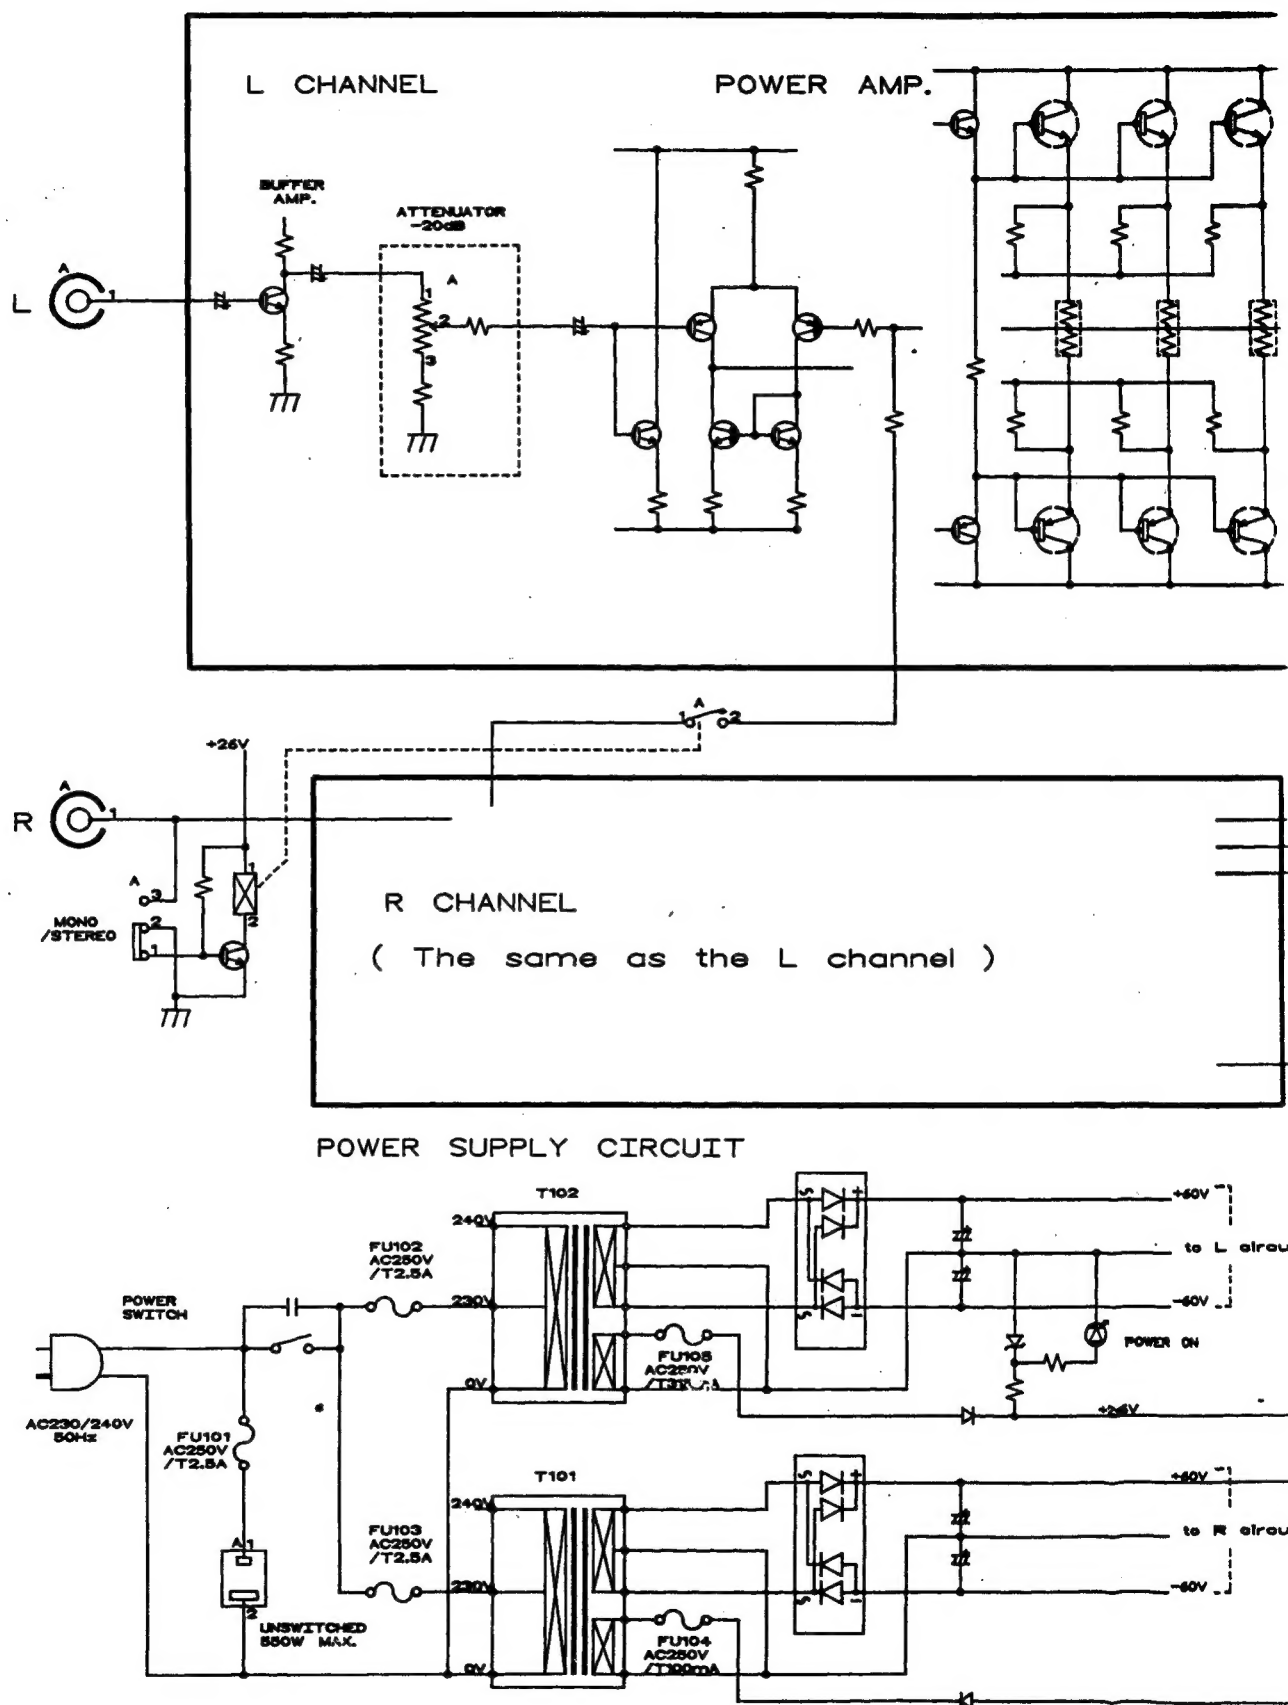 L CHANNEL
POWER AMP.
BUFFER
AMP.
ATTENUATOR
-20dB
A
1
2
3
L
A
1
A
1
2
+26V
R
A
1
A
3
2
1
MONO
/STEREO
1
2
R CHANNEL
( The same as the L channel )
POWER SUPPLY CIRCUIT
T102
240V
230V
0V
FU102
AC250V
/T2.5A
POWER
SWITCH
AC230/240V
50Hz
FU101
AC250V
/T2.5A
A 1
2
UNSWITCHED
550W MAX.
FU105
AC250V
S
+
S
-
+60V
to L circu
-60V
POWER ON
T101
240V
230V
0V
FU103
AC250V
/T2.5A
FU104
AC250V
/T100mA
S
+
S
-
+60V
to R circu
-60V